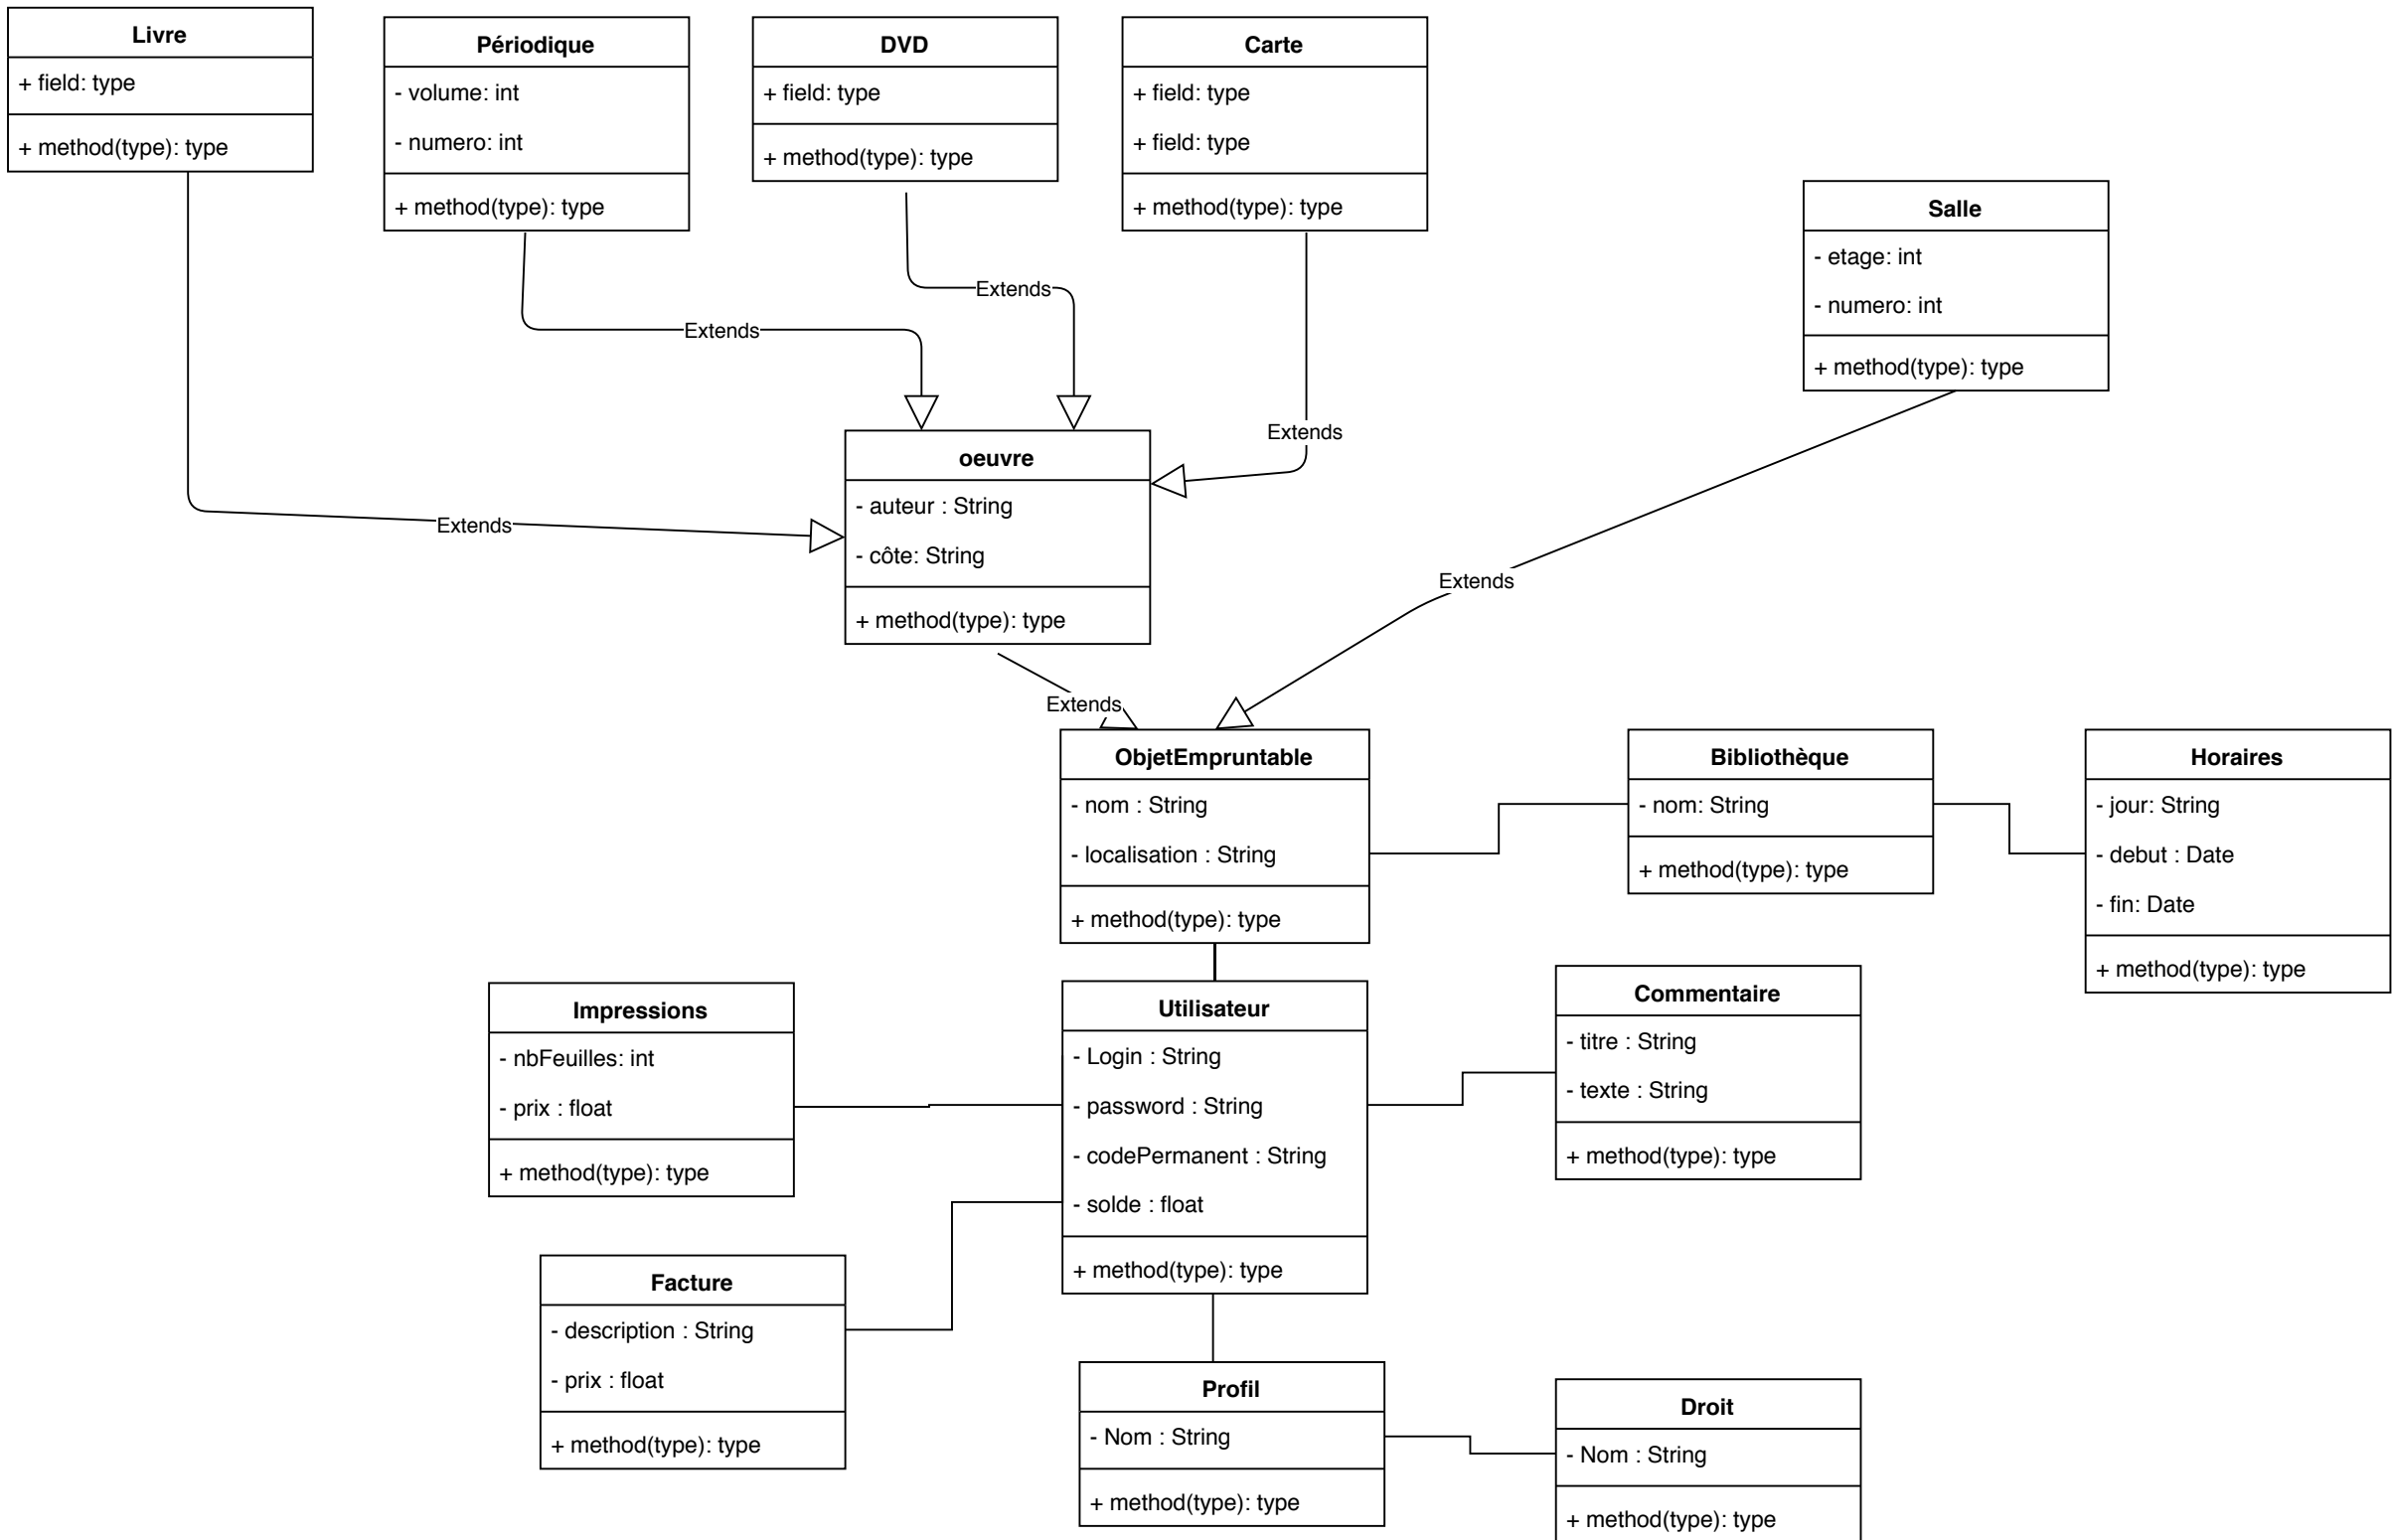 Livre
+ field: type
+ method(type): type
Périodique
- volume: int
- numero: int
+ method(type): type
DVD
+ field: type
+ method(type): type
Carte
+ field: type
+ field: type
+ method(type): type
Salle
- etage: int
- numero: int
+ method(type): type
Extends
Extends
Extends
Extends
Extends
oeuvre
- auteur : String
- côte: String
+ method(type): type
Extends
ObjetEmpruntable
- nom : String
- localisation : String
+ method(type): type
Bibliothèque
- nom: String
+ method(type): type
Horaires
- jour: String
- debut : Date
- fin: Date
+ method(type): type
Impressions
- nbFeuilles: int
- prix : float
+ method(type): type
Utilisateur
- Login : String
- password : String
- codePermanent : String
- solde : float
+ method(type): type
Commentaire
- titre : String
- texte : String
+ method(type): type
Facture
- description : String
- prix : float
+ method(type): type
Profil
- Nom : String
+ method(type): type
Droit
- Nom : String
+ method(type): type